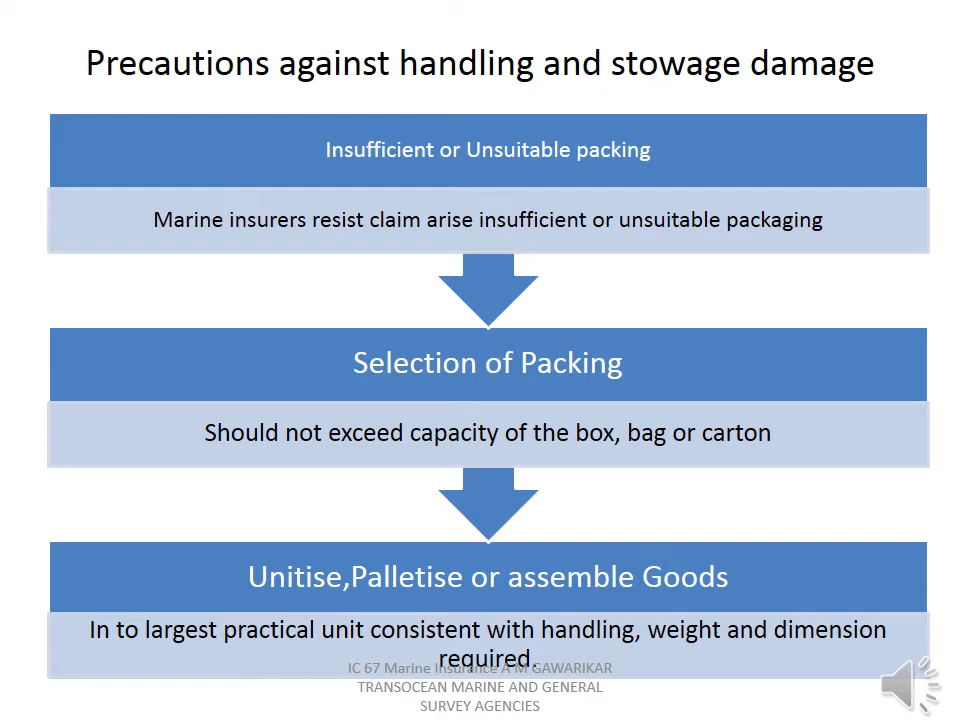 Precautions against handling and stowage damage
Insufficient or Unsuitable packing
Marine insurers resist claim arise insufficient or unsuitable packaging
Selection of Packing
Should not exceed capacity of the box, bag or carton
Unitise,Palletise or assemble Goods
In to largest practical unit consistent with handling, weight and dimension
required.
IC 67 Marine Insurance A M GAWARIKAR
TRANSOCEAN MARINE AND GENERAL
SURVEY AGENCIES